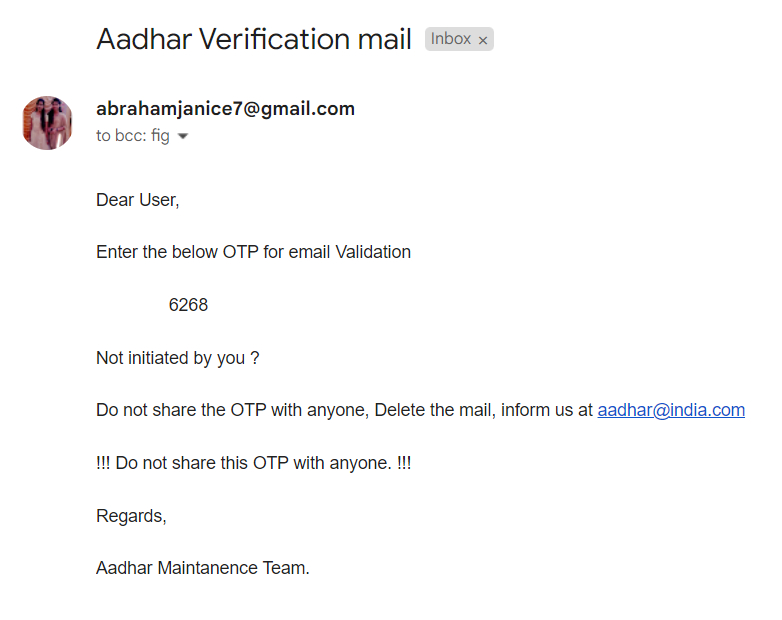 Aadhar Verification mail Inbox ×
abrahamjanice7@gmail.com
to bcc: fig
Dear User,
Enter the below OTP for email Validation
6268
Not initiated by you ?
Do not share the OTP with anyone, Delete the mail, inform us at aadhar@india.com
!!! Do not share this OTP with anyone. !!!
Regards,
Aadhar Maintanence Team.